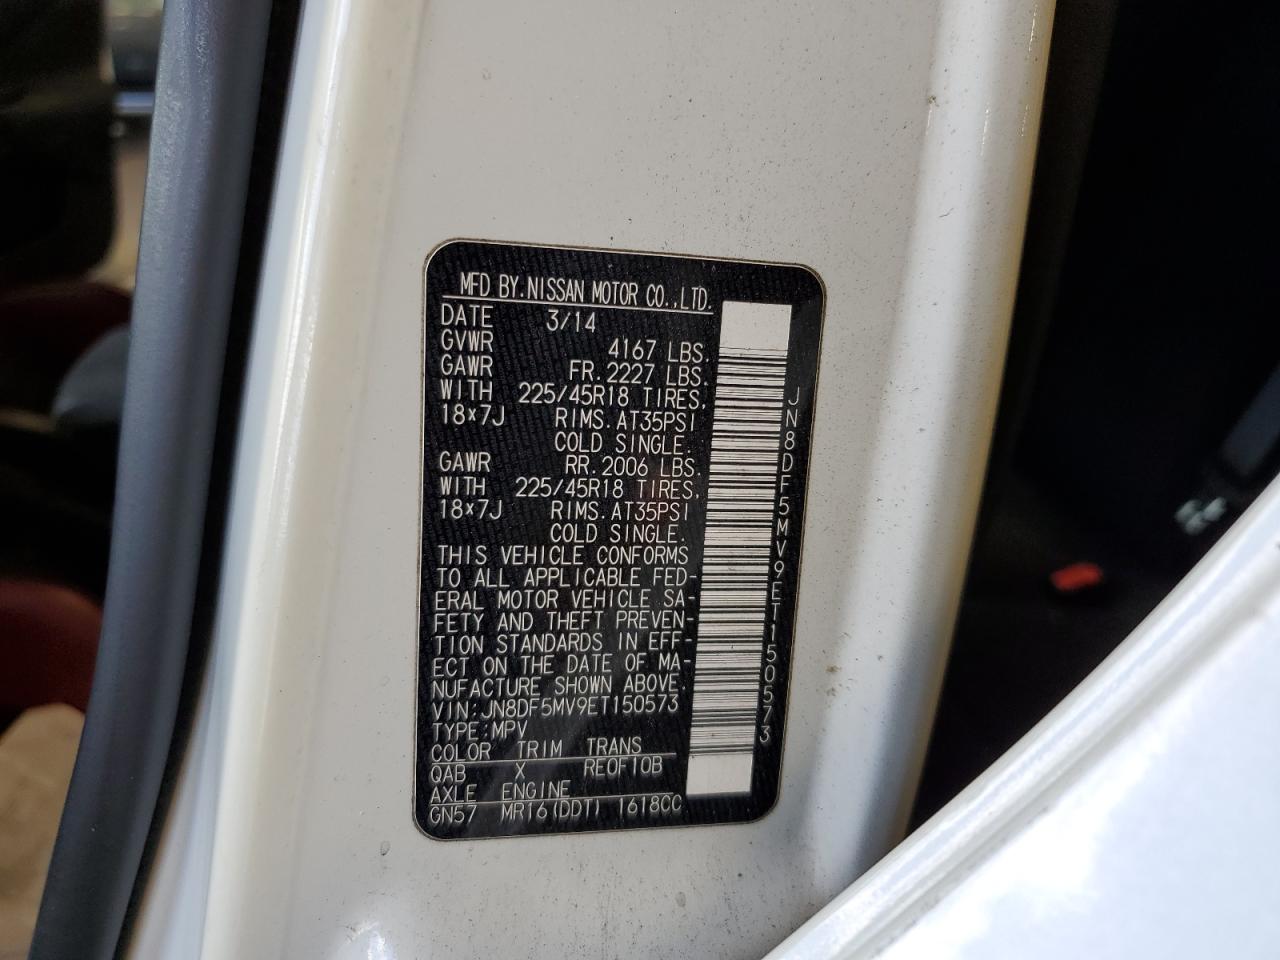 MFD BY.NISSAN MOTOR CO.,LTD.
DATE 3/14
GVWR 4167 LBS.
GAWR FR.2227 LBS.
WITH 225/45R18 TIRES,
18×7J RIMS.AT35PSI
COLD SINGLE.
GAWR RR.2006 LBS.
WITH 225/45R18 TIRES,
18×7J RIMS.AT35PSI
COLD SINGLE.
THIS VEHICLE CONFORMS
TO ALL APPLICABLE FED-
ERAL MOTOR VEHICLE SA-
FETY AND THEFT PREVEN-
TION STANDARDS IN EFF-
ECT ON THE DATE OF MA-
NUFACTURE SHOWN ABOVE.
VIN:JN8DF5MV9ET150573
TYPE:MPV
COLOR TRIM TRANS
QAB X RE0F10B
AXLE ENGINE
GN57 MR16(DDT) 1618CC
JN8DF5MV9ET150573